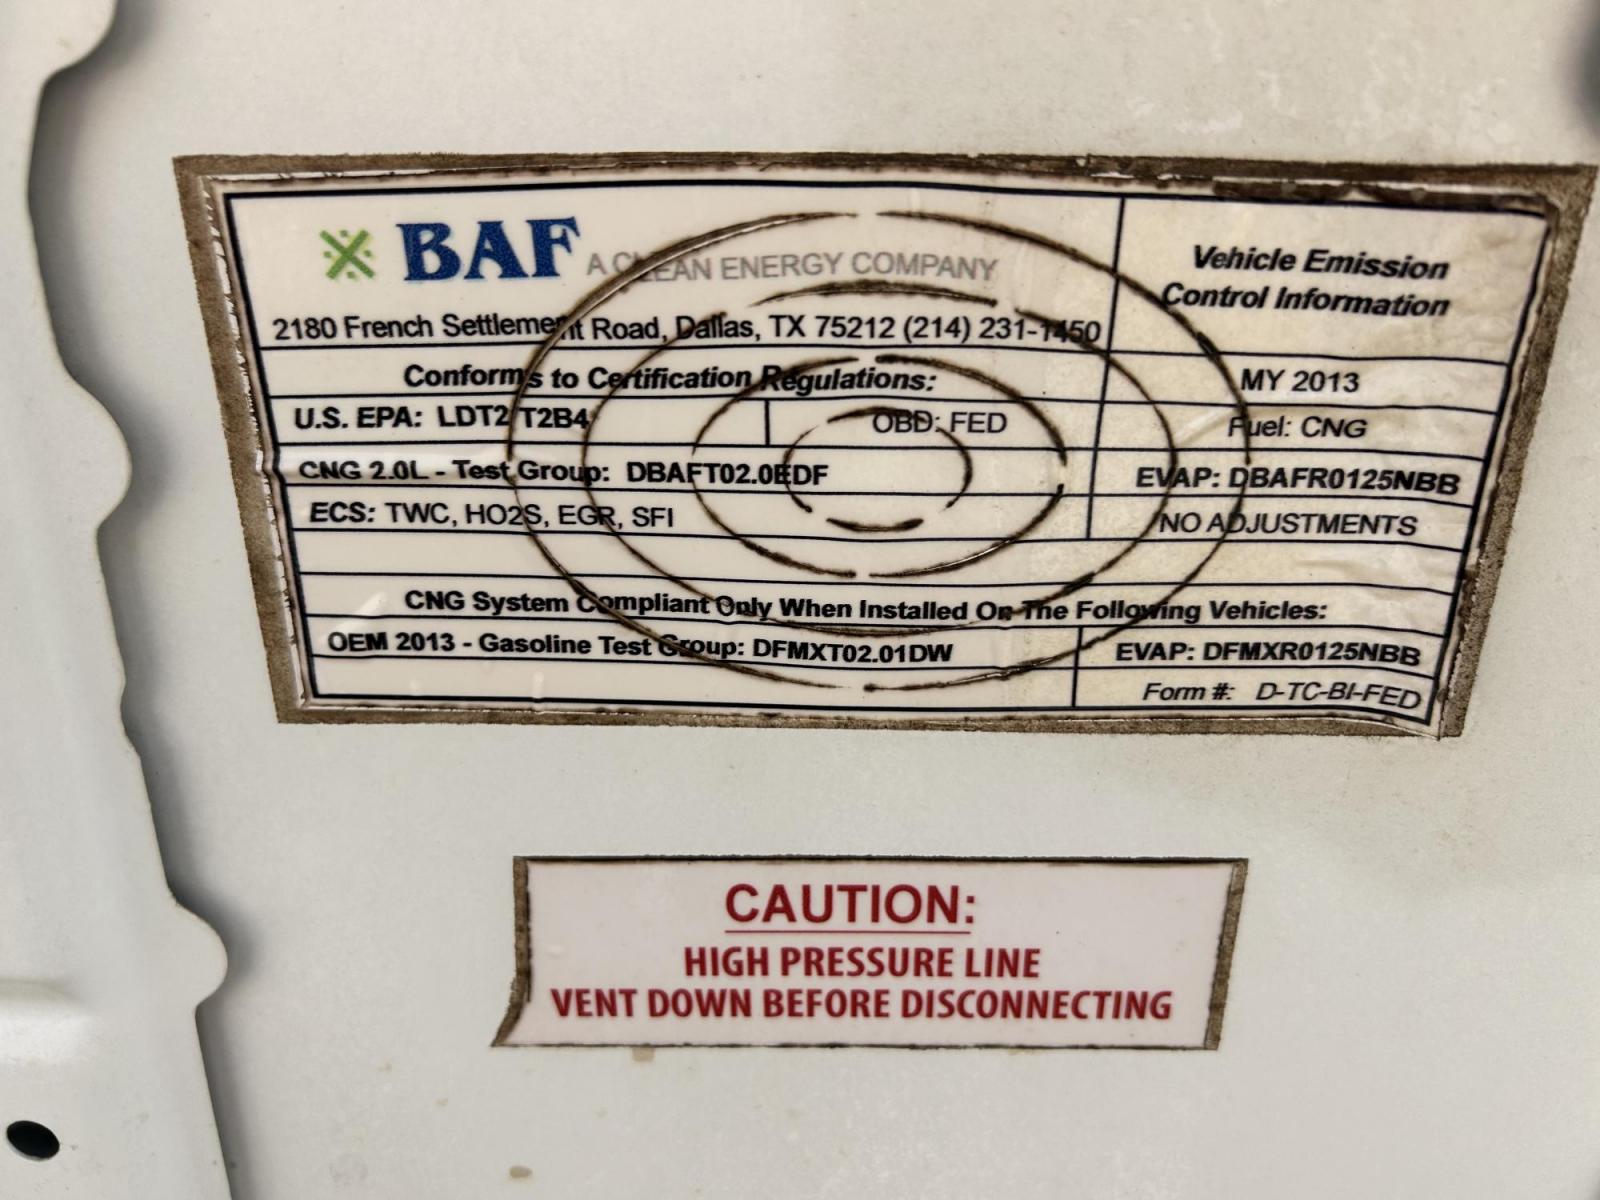 BAF A CLEAN ENERGY COMPANY
2180 French Settlement Road, Dallas, TX 75212 (214) 231-1450
Vehicle Emission
Control Information
Conforms to Certification Regulations:
MY 2013
U.S. EPA: LDT2 T2B4
OBD: FED
Fuel: CNG
CNG 2.0L - Test Group: DBAFT02.0EDF
EVAP: DBAFR0125NBB
ECS: TWC, HO2S, EGR, SFI
NO ADJUSTMENTS
CNG System Compliant Only When Installed On The Following Vehicles:
OEM 2013 - Gasoline Test Group: DFMXT02.01DW
EVAP: DFMXR0125NBB
Form #: D-TC-BI-FED
CAUTION:
HIGH PRESSURE LINE
VENT DOWN BEFORE DISCONNECTING